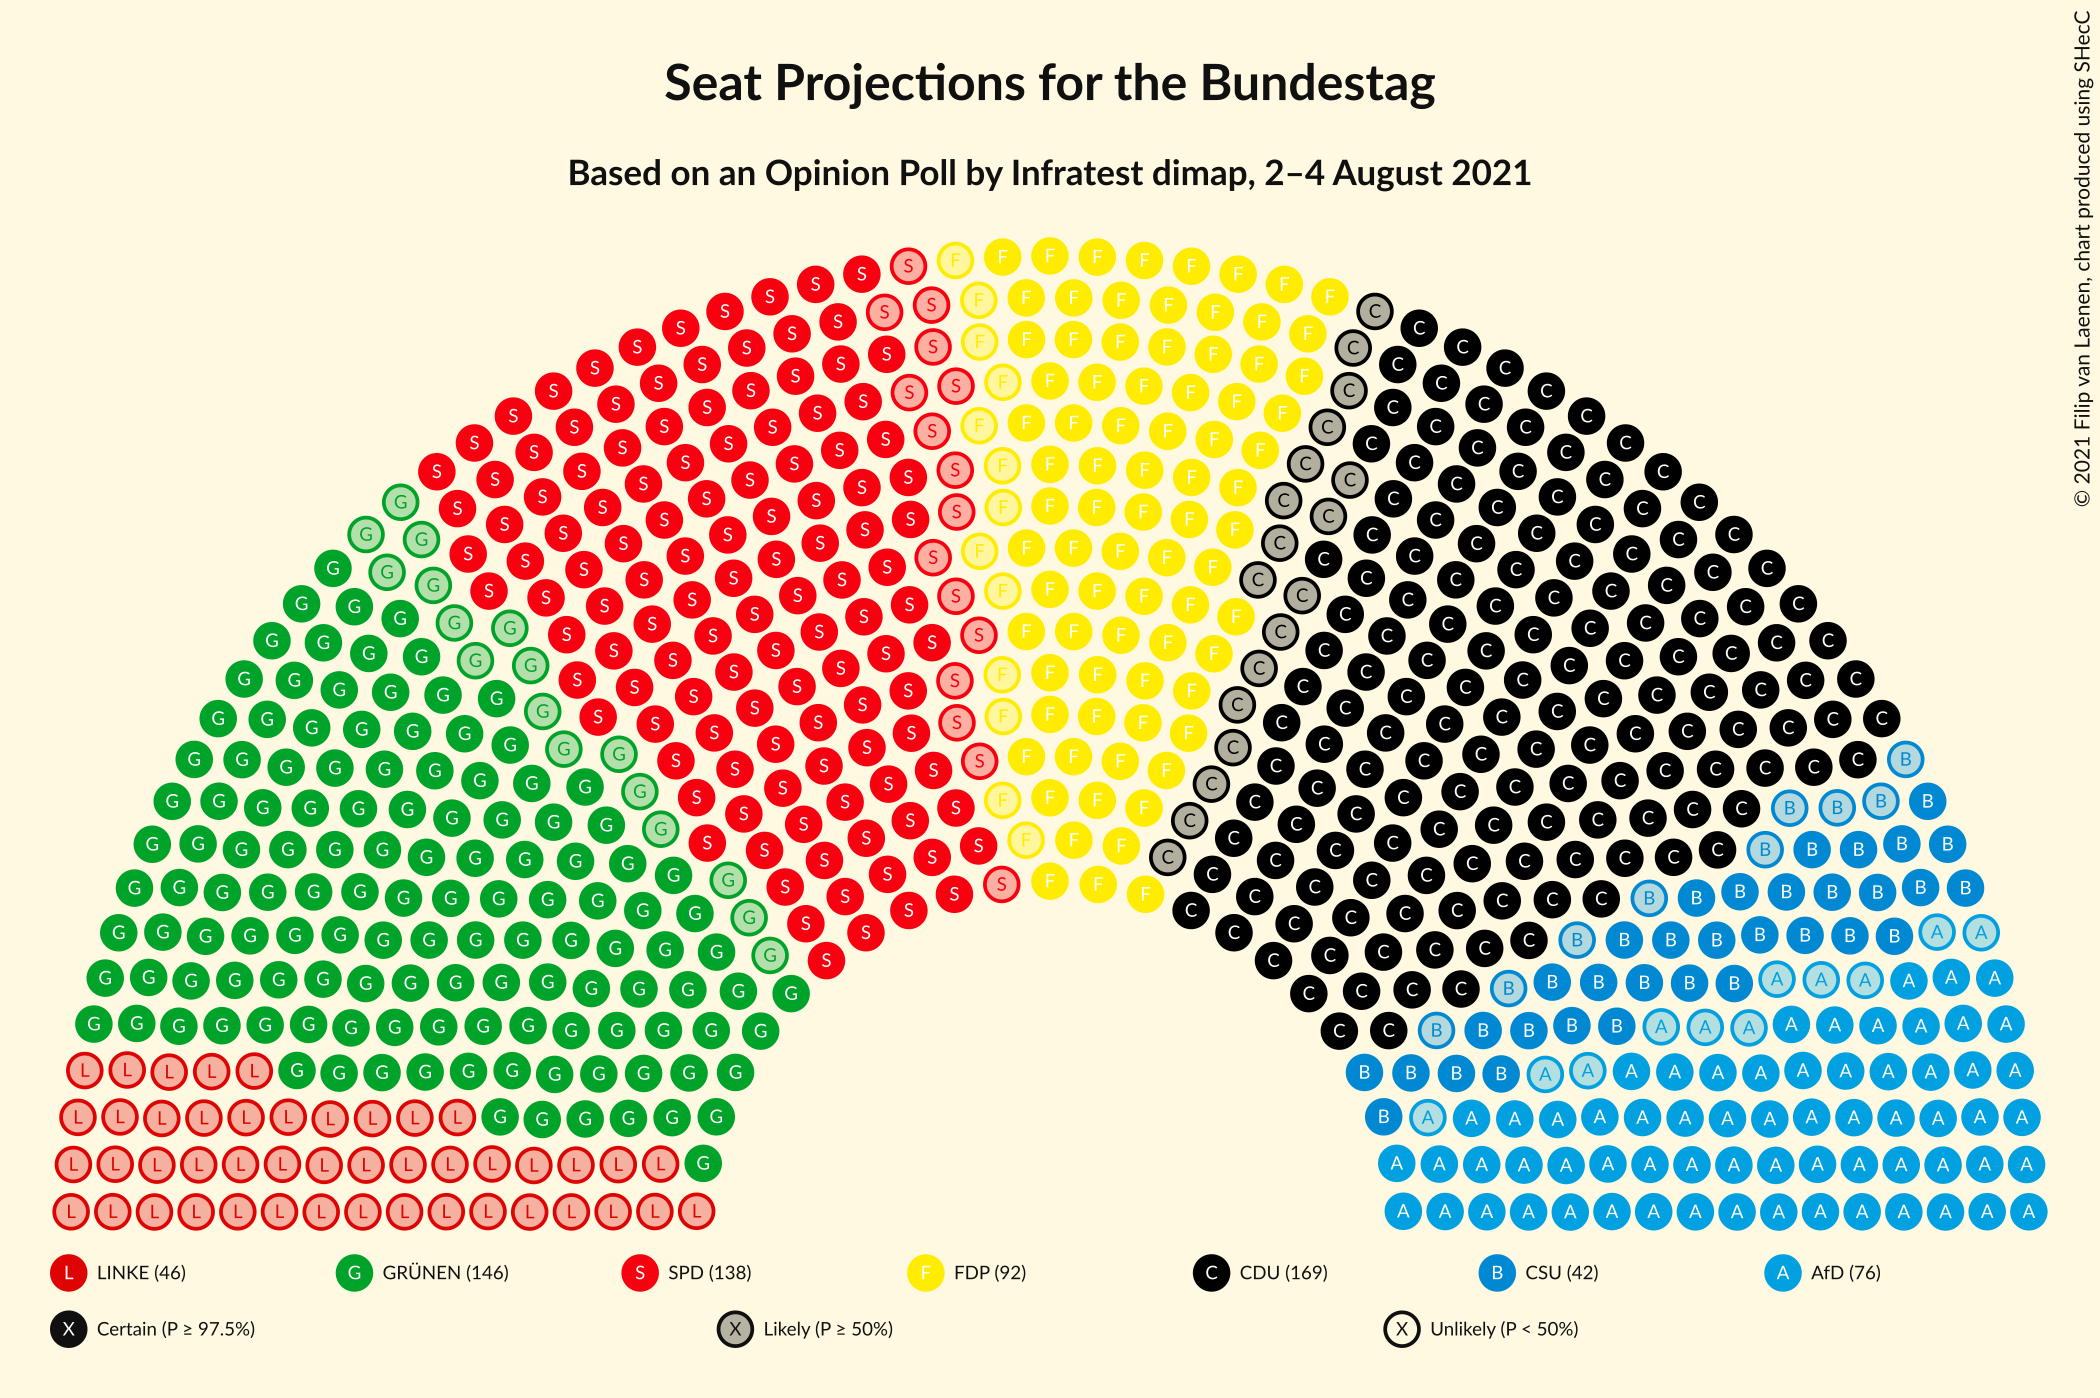 Seat Projections for the Bundestag
Based on an Opinion Poll by Infratest dimap, 2–4 August 2021
© 2021 Filip van Laenen, chart produced using SHecC
L LINKE (46)
G GRÜNEN (146)
S SPD (138)
F FDP (92)
C CDU (169)
B CSU (42)
A AfD (76)
X Certain (P ≥ 97.5%)
X Likely (P ≥ 50%)
X Unlikely (P < 50%)